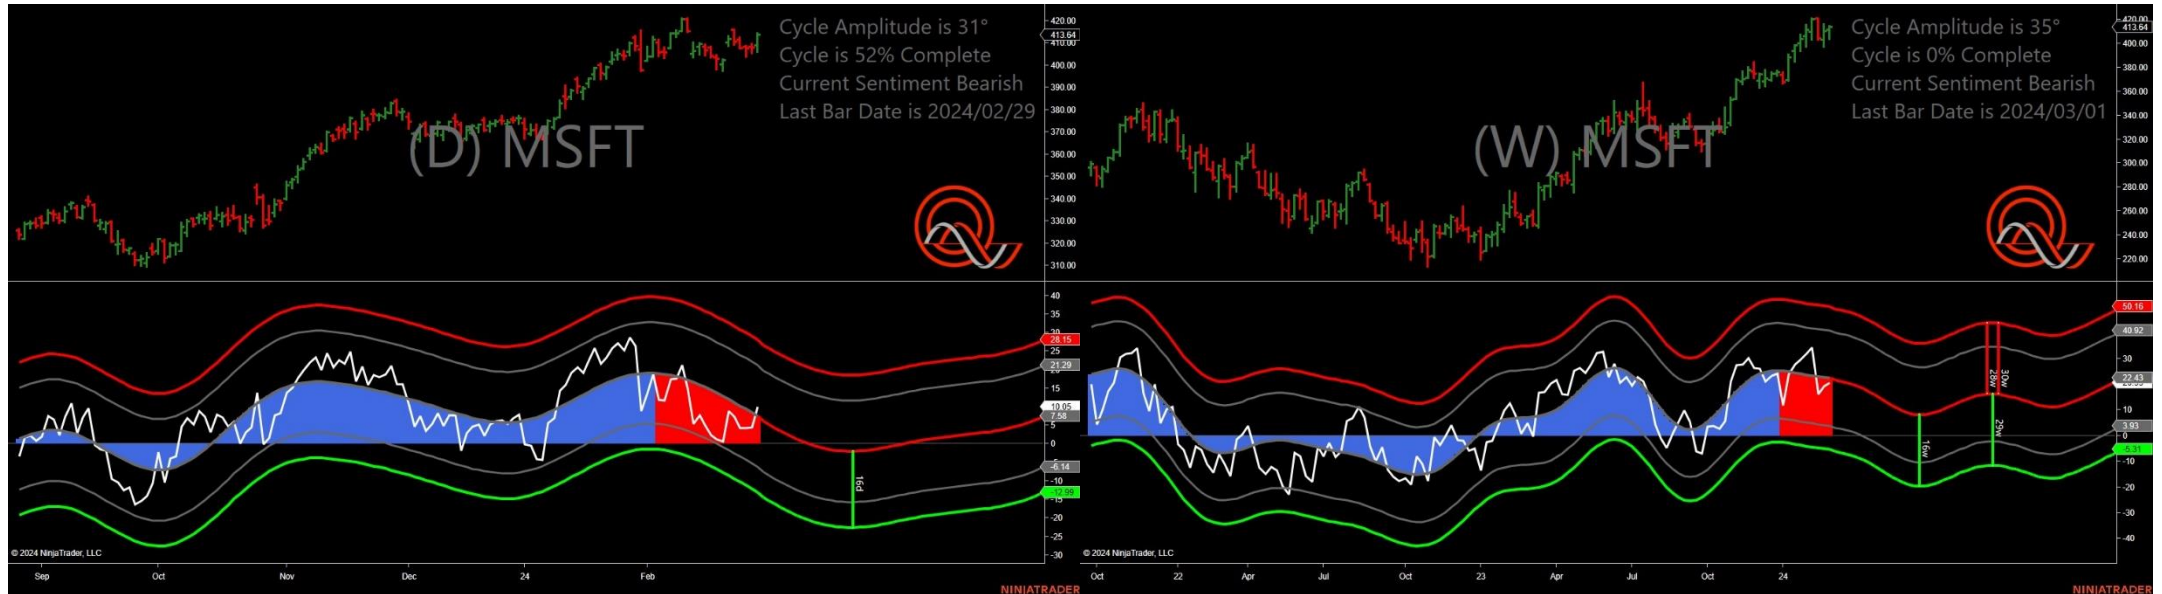 Cycle Amplitude is 31°
Cycle is 52% Complete
Current Sentiment Bearish
Last Bar Date is 2024/02/29
(D) MSFT
420.00
413.64
410.00
400.00
390.00
380.00
370.00
360.00
350.00
340.00
330.00
320.00
310.00
40
35
30
28.15
25
21.29
15
10.05
7.58
5
0
-5
-6.14
-10
-12.99
-15
-20
-25
-30
16d
© 2024 NinjaTrader, LLC
Sep Oct Nov Dec 24 Feb
NINJATRADER
Cycle Amplitude is 35°
Cycle is 0% Complete
Current Sentiment Bearish
Last Bar Date is 2024/03/01
(W) MSFT
420.00
413.64
400.00
380.00
360.00
340.00
320.00
300.00
280.00
260.00
240.00
220.00
50.16
40.92
30
22.43
10
3.93
0
-5.31
-10
-20
-30
-40
16w
28w
30w
29w
© 2024 NinjaTrader, LLC
Oct 22 Apr Jul Oct 23 Apr Jul Oct 24
NINJATRADER